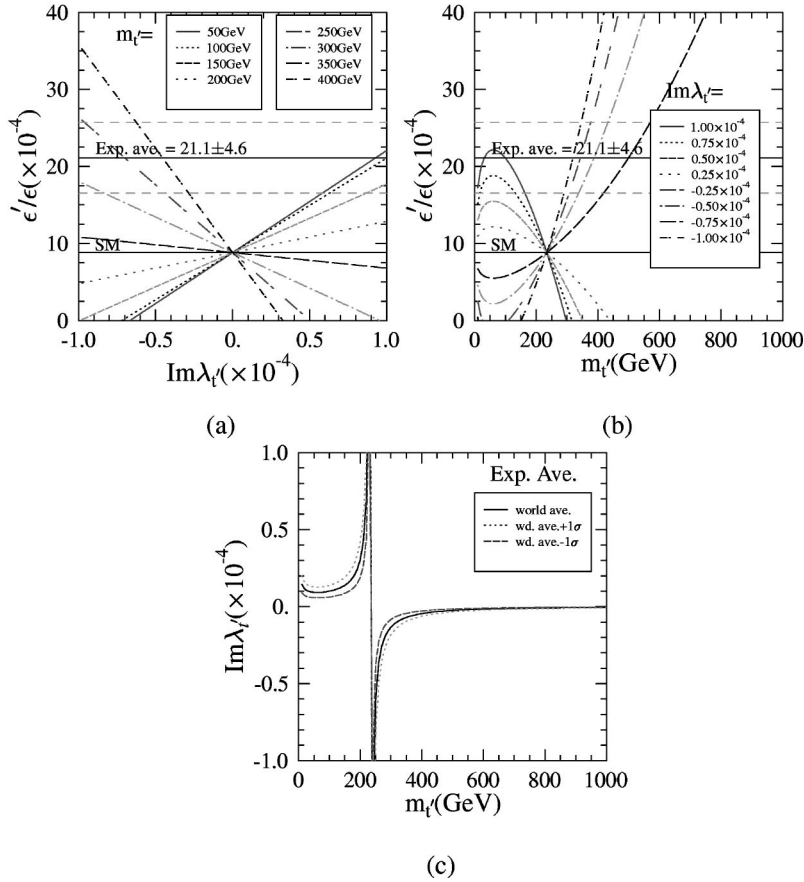 m_t′=
50GeV
100GeV
150GeV
200GeV
250GeV
300GeV
350GeV
400GeV
Exp. ave. = 21.1±4.6
SM
40
30
20
10
0
ϵ′/ϵ(×10⁻⁴)
-1.0 -0.5 0. 0.5 1.0
Imλ_t′(×10⁻⁴)
(a)
Imλ_t′=
1.00×10⁻⁴
0.75×10⁻⁴
0.50×10⁻⁴
0.25×10⁻⁴
-0.25×10⁻⁴
-0.50×10⁻⁴
-0.75×10⁻⁴
-1.00×10⁻⁴
Exp. ave. = 21.1±4.6
SM
40
30
20
10
0
ϵ′/ϵ(×10⁻⁴)
0 200 400 600 800 1000
m_t′(GeV)
(b)
Exp. Ave.
world ave.
wd. ave.+1σ
wd. ave.-1σ
1.0
0.5
0.
-0.5
-1.0
Imλ_t′(×10⁻⁴)
0 200 400 600 800 1000
m_t′(GeV)
(c)